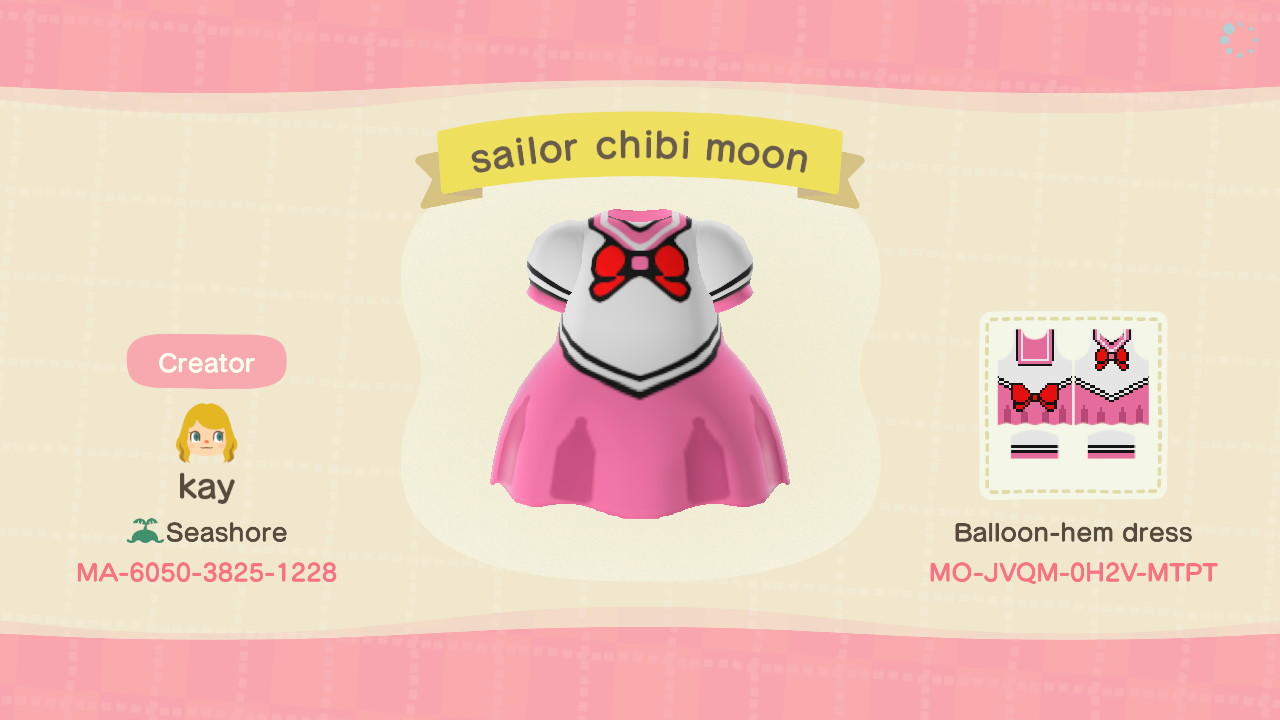 sailor chibi moon
Creator
kay
Seashore
MA-6050-3825-1228
Balloon-hem dress
MO-JVQM-0H2V-MTPT